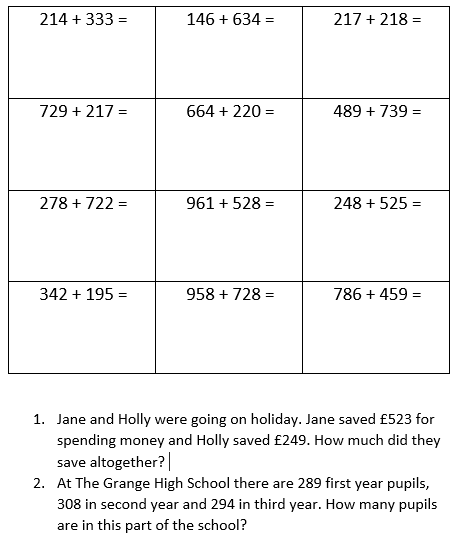 214 + 333 = 146 + 634 = 217 + 218 =
729 + 217 = 664 + 220 = 489 + 739 =
278 + 722 = 961 + 528 = 248 + 525 =
342 + 195 = 958 + 728 = 786 + 459 =
1. Jane and Holly were going on holiday. Jane saved £523 for
spending money and Holly saved £249. How much did they
save altogether?
2. At The Grange High School there are 289 first year pupils,
308 in second year and 294 in third year. How many pupils
are in this part of the school?